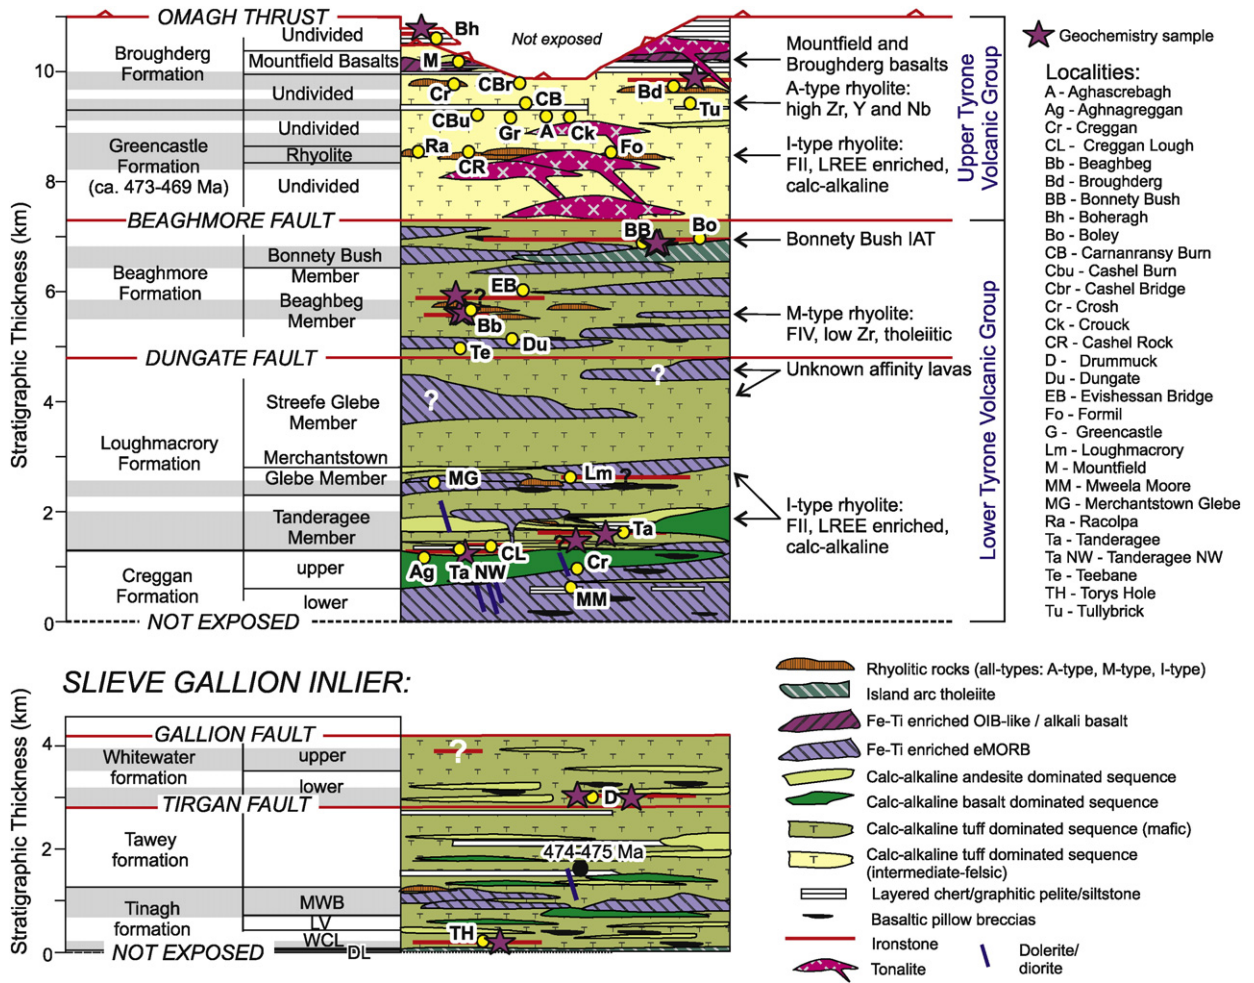 OMAGH THRUST
Undivided
Broughderg
Formation
Mountfield Basalts
Undivided
Undivided
Greencastle
Formation
(ca. 473-469 Ma)
Rhyolite
Undivided
BEAGHMORE FAULT
Bonnety Bush
Member
Beaghmore
Formation
Beaghbeg
Member
DUNGATE FAULT
Streefe Glebe
Member
Loughmacrory
Formation
Merchantstown
Glebe Member
Tanderagee
Member
Creggan
Formation
upper
lower
NOT EXPOSED
Stratigraphic Thickness (km)
10
8
6
4
2
0
Bh
Not exposed
M
Cr
CBr
CB
CBu
Gr
A
Ck
Bd
Tu
Ra
CR
Fo
BB
Bo
EB
?
Bb
Du
Te
?
?
MG
Lm
?
Ta
?
CL
Ag
Ta NW
Cr
MM
Mountfield and
Broughderg basalts
A-type rhyolite:
high Zr, Y and Nb
I-type rhyolite:
FII, LREE enriched,
calc-alkaline
Bonnety Bush IAT
M-type rhyolite:
FIV, low Zr, tholeiitic
Unknown affinity lavas
I-type rhyolite:
FII, LREE enriched,
calc-alkaline
Upper Tyrone
Volcanic Group
Lower Tyrone Volcanic Group
Geochemistry sample
Localities:
A - Aghascrebagh
Ag - Aghnagreggan
Cr - Creggan
CL - Creggan Lough
Bb - Beaghbeg
Bd - Broughderg
BB - Bonnety Bush
Bh - Boheragh
Bo - Boley
CB - Carnanransy Burn
Cbu - Cashel Burn
Cbr - Cashel Bridge
Cr - Crosh
Ck - Crouck
CR - Cashel Rock
D - Drummuck
Du - Dungate
EB - Evishessan Bridge
Fo - Formil
G - Greencastle
Lm - Loughmacrory
M - Mountfield
MM - Mweela Moore
MG - Merchantstown Glebe
Ra - Racolpa
Ta - Tanderagee
Ta NW - Tanderagee NW
Te - Teebane
TH - Torys Hole
Tu - Tullybrick
SLIEVE GALLION INLIER:
Stratigraphic Thickness (km)
4
2
0
GALLION FAULT
Whitewater
formation
upper
lower
TIRGAN FAULT
Tawey
formation
Tinagh
formation
MWB
LV
WCL
NOT EXPOSED
DL
?
D
474-475 Ma
TH
Rhyolitic rocks (all-types: A-type, M-type, I-type)
Island arc tholeiite
Fe-Ti enriched OIB-like / alkali basalt
Fe-Ti enriched eMORB
Calc-alkaline andesite dominated sequence
Calc-alkaline basalt dominated sequence
Calc-alkaline tuff dominated sequence (mafic)
Calc-alkaline tuff dominated sequence
(intermediate-felsic)
Layered chert/graphitic pelite/siltstone
Basaltic pillow breccias
Ironstone
Tonalite
Dolerite/
diorite